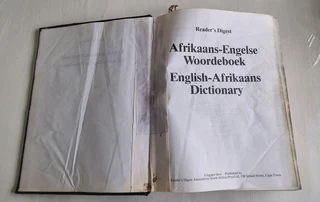 Reader's Digest
Afrikaans-Engelse
Woordeboek
English-Afrikaans
Dictionary